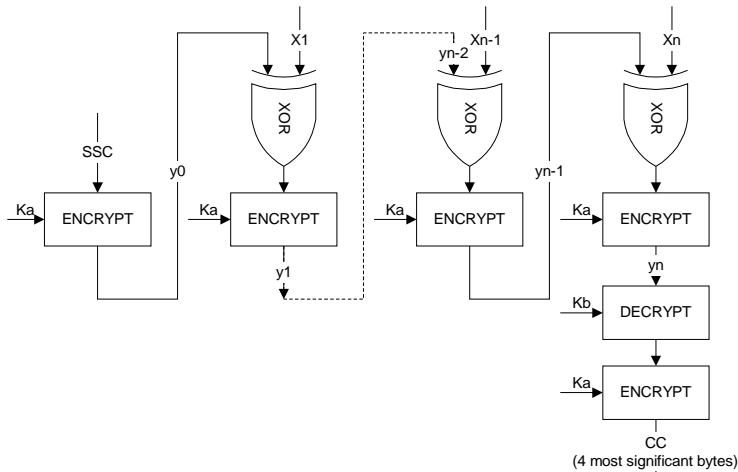 X1
Xn-1
Xn
yn-2
XOR
XOR
XOR
SSC
y0
yn-1
Ka
ENCRYPT
Ka
ENCRYPT
Ka
ENCRYPT
Ka
ENCRYPT
y1
yn
Kb
DECRYPT
Ka
ENCRYPT
CC
(4 most significant bytes)